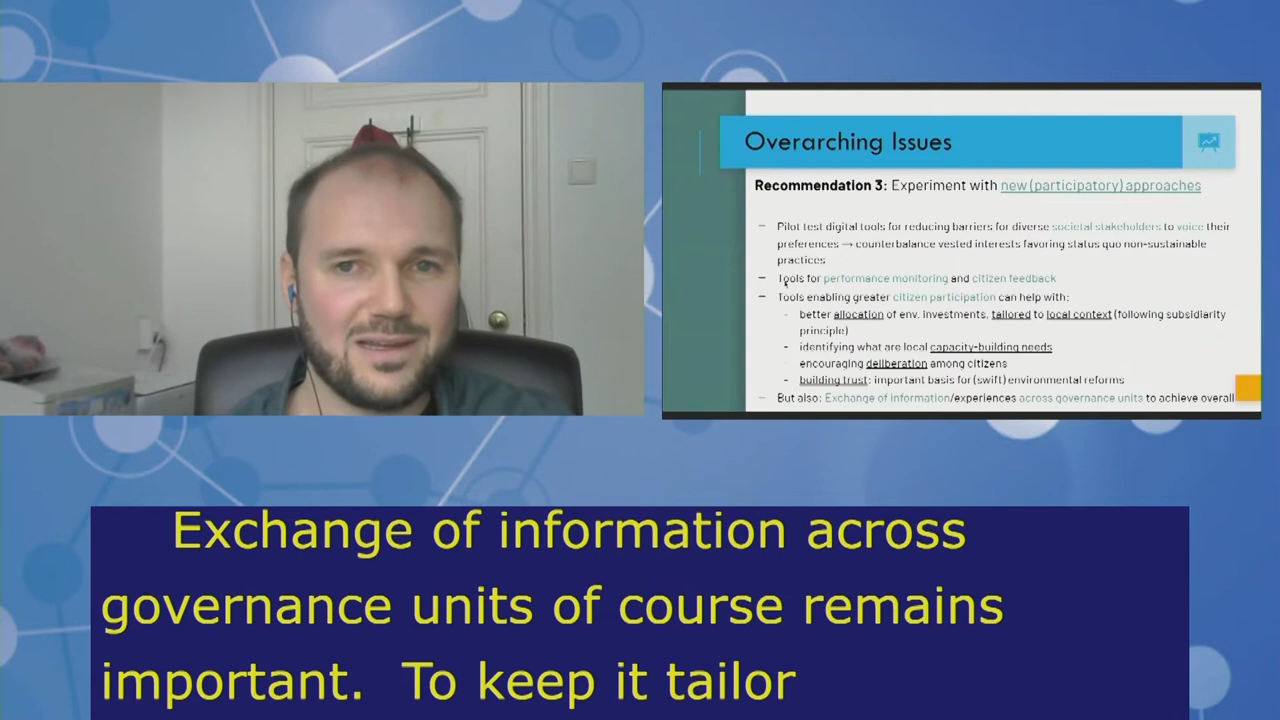 Overarching Issues
Recommendation 3: Experiment with new (participatory) approaches
– Pilot test digital tools for reducing barriers for diverse societal stakeholders to voice their
preferences → counterbalance vested interests favoring status quo non-sustainable
practices
– Tools for performance monitoring and citizen feedback
– Tools enabling greater citizen participation can help with:
- better allocation of env. investments, tailored to local context (following subsidiarity
principle)
- identifying what are local capacity-building needs
- encouraging deliberation among citizens
- building trust: important basis for (swift) environmental reforms
– But also: Exchange of information/experiences across governance units to achieve overall
Exchange of information across
governance units of course remains
important. To keep it tailor